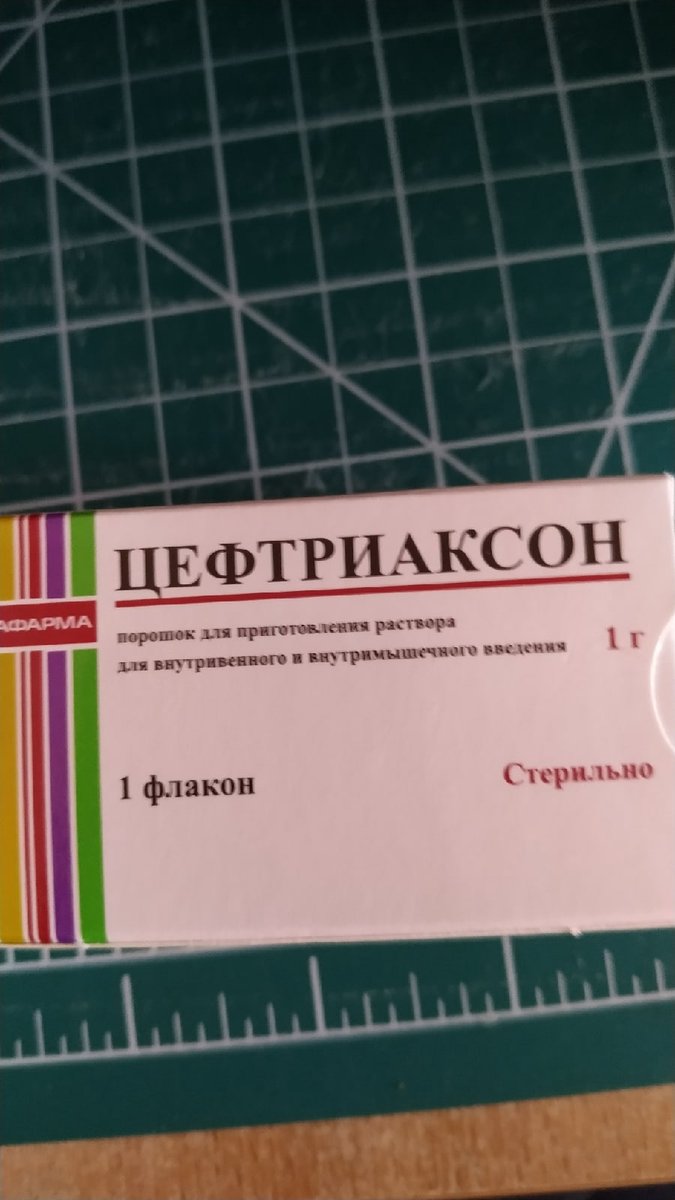 ЦЕФТРИАКСОН
АФАРМА
порошок для приготовления раствора
для внутривенного и внутримышечного введения
1 г
1 флакон
Стерильно